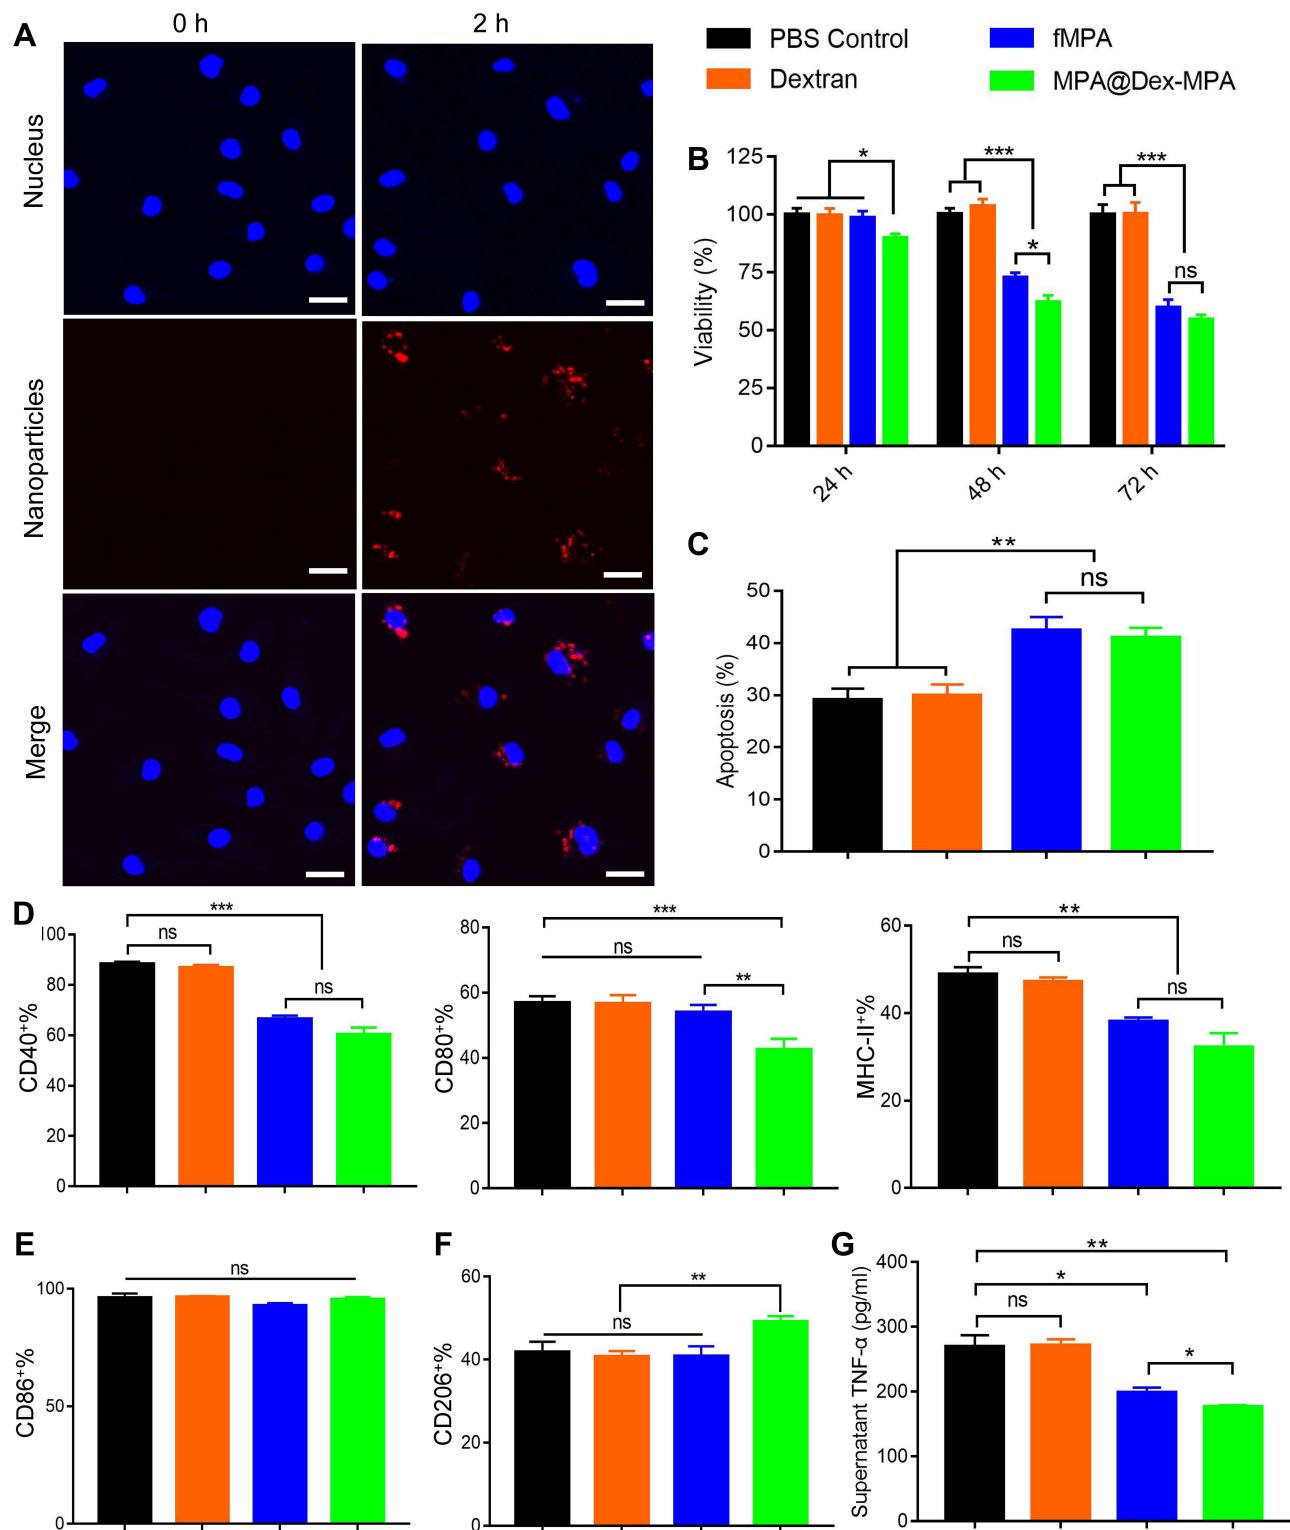 A
0 h
2 h
Nucleus
Nanoparticles
Merge
PBS Control
Dextran
fMPA
MPA@Dex-MPA
B
Viability (%)
125
100
75
50
25
0
*
***
*
***
ns
24 h
48 h
72 h
C
Apoptosis (%)
50
40
30
20
10
0
**
ns
D
CD40⁺%
100
80
60
40
20
0
***
ns
ns
CD80⁺%
80
60
40
20
0
***
ns
**
MHC-II⁺%
60
40
20
0
**
ns
ns
E
CD86⁺%
100
50
0
ns
F
CD206⁺%
60
40
20
0
**
ns
G
Supernatant TNF-α (pg/ml)
400
300
200
100
0
**
*
ns
*